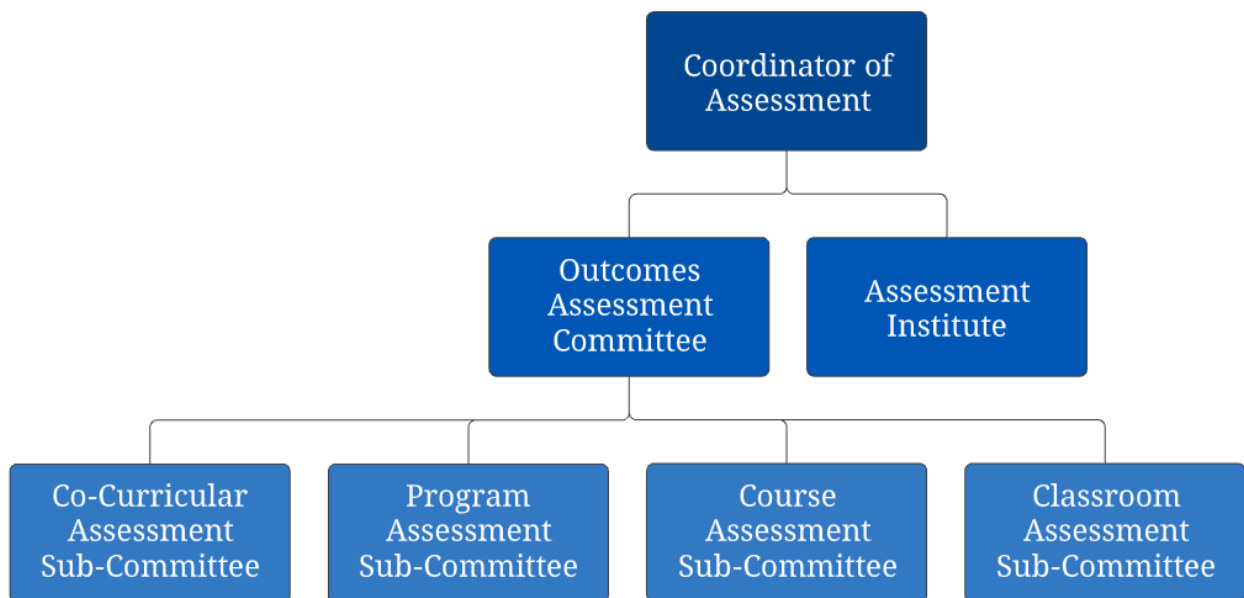 Coordinator of
Assessment
Outcomes
Assessment
Committee
Assessment
Institute
Co-Curricular
Assessment
Sub-Committee
Program
Assessment
Sub-Committee
Course
Assessment
Sub-Committee
Classroom
Assessment
Sub-Committee